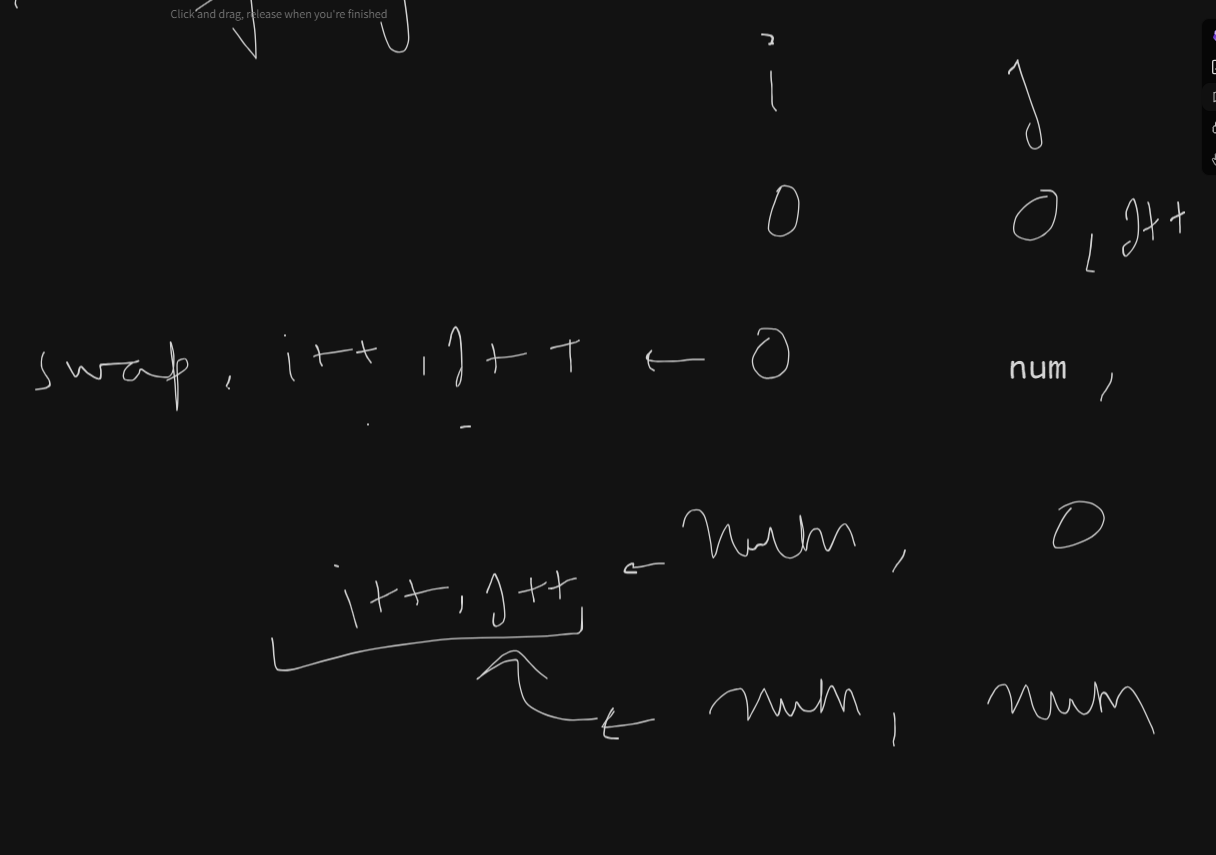 Click and drag, release when you're finished
i j
0 0, j++
swap, i++, j++ ← 0 num,
num, 0
i++, j++ ←
← num, num